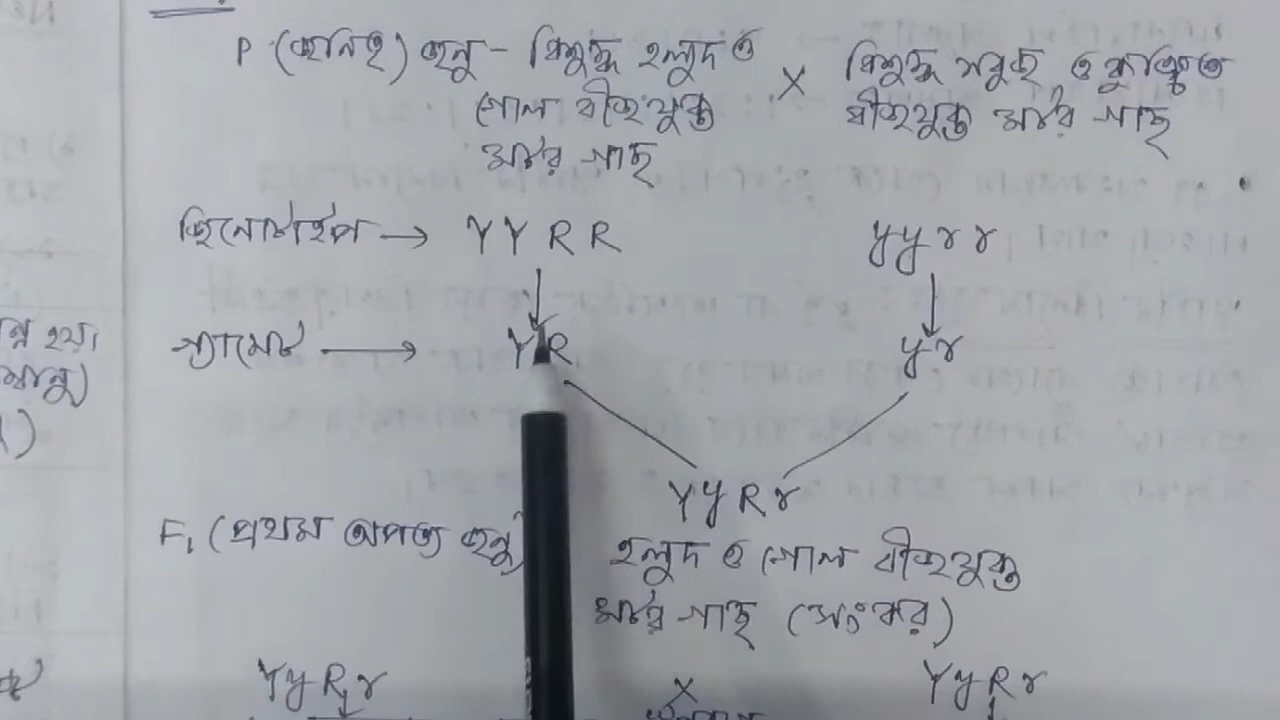 P (জনিতৃ) জনু - বিশুদ্ধ হলুদ ও গোল বীজযুক্ত মটর গাছ × বিশুদ্ধ সবুজ ও কুঞ্চিত বীজযুক্ত মটর গাছ
জিনোটাইপ → YYRR yyrr
গ্যামেট → YR yr
YyRr
F₁ (প্রথম অপত্য জনু) হলুদ ও গোল বীজযুক্ত
মটর গাছ (সংকর)
YyRr × YyRr